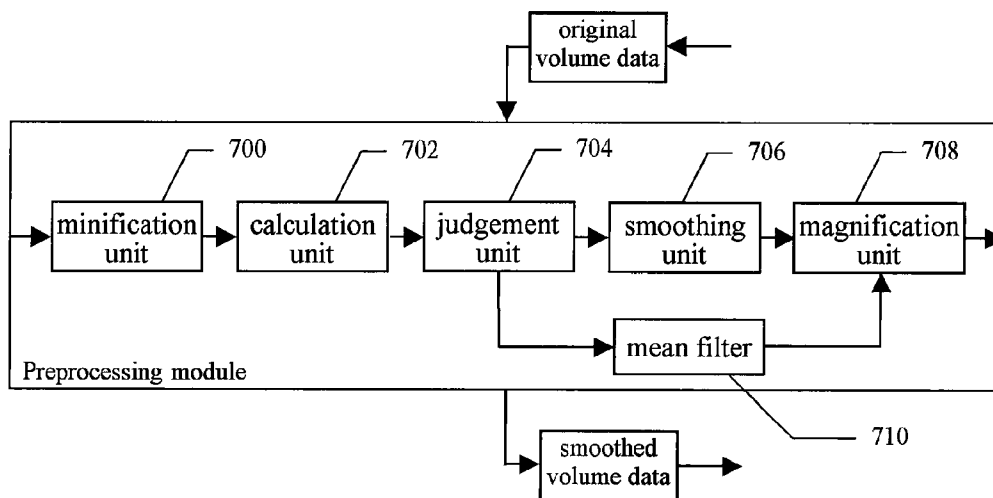 original
volume data
700
702
704
706
708
minification
unit
calculation
unit
judgement
unit
smoothing
unit
magnification
unit
mean filter
Preprocessing module
710
smoothed
volume data